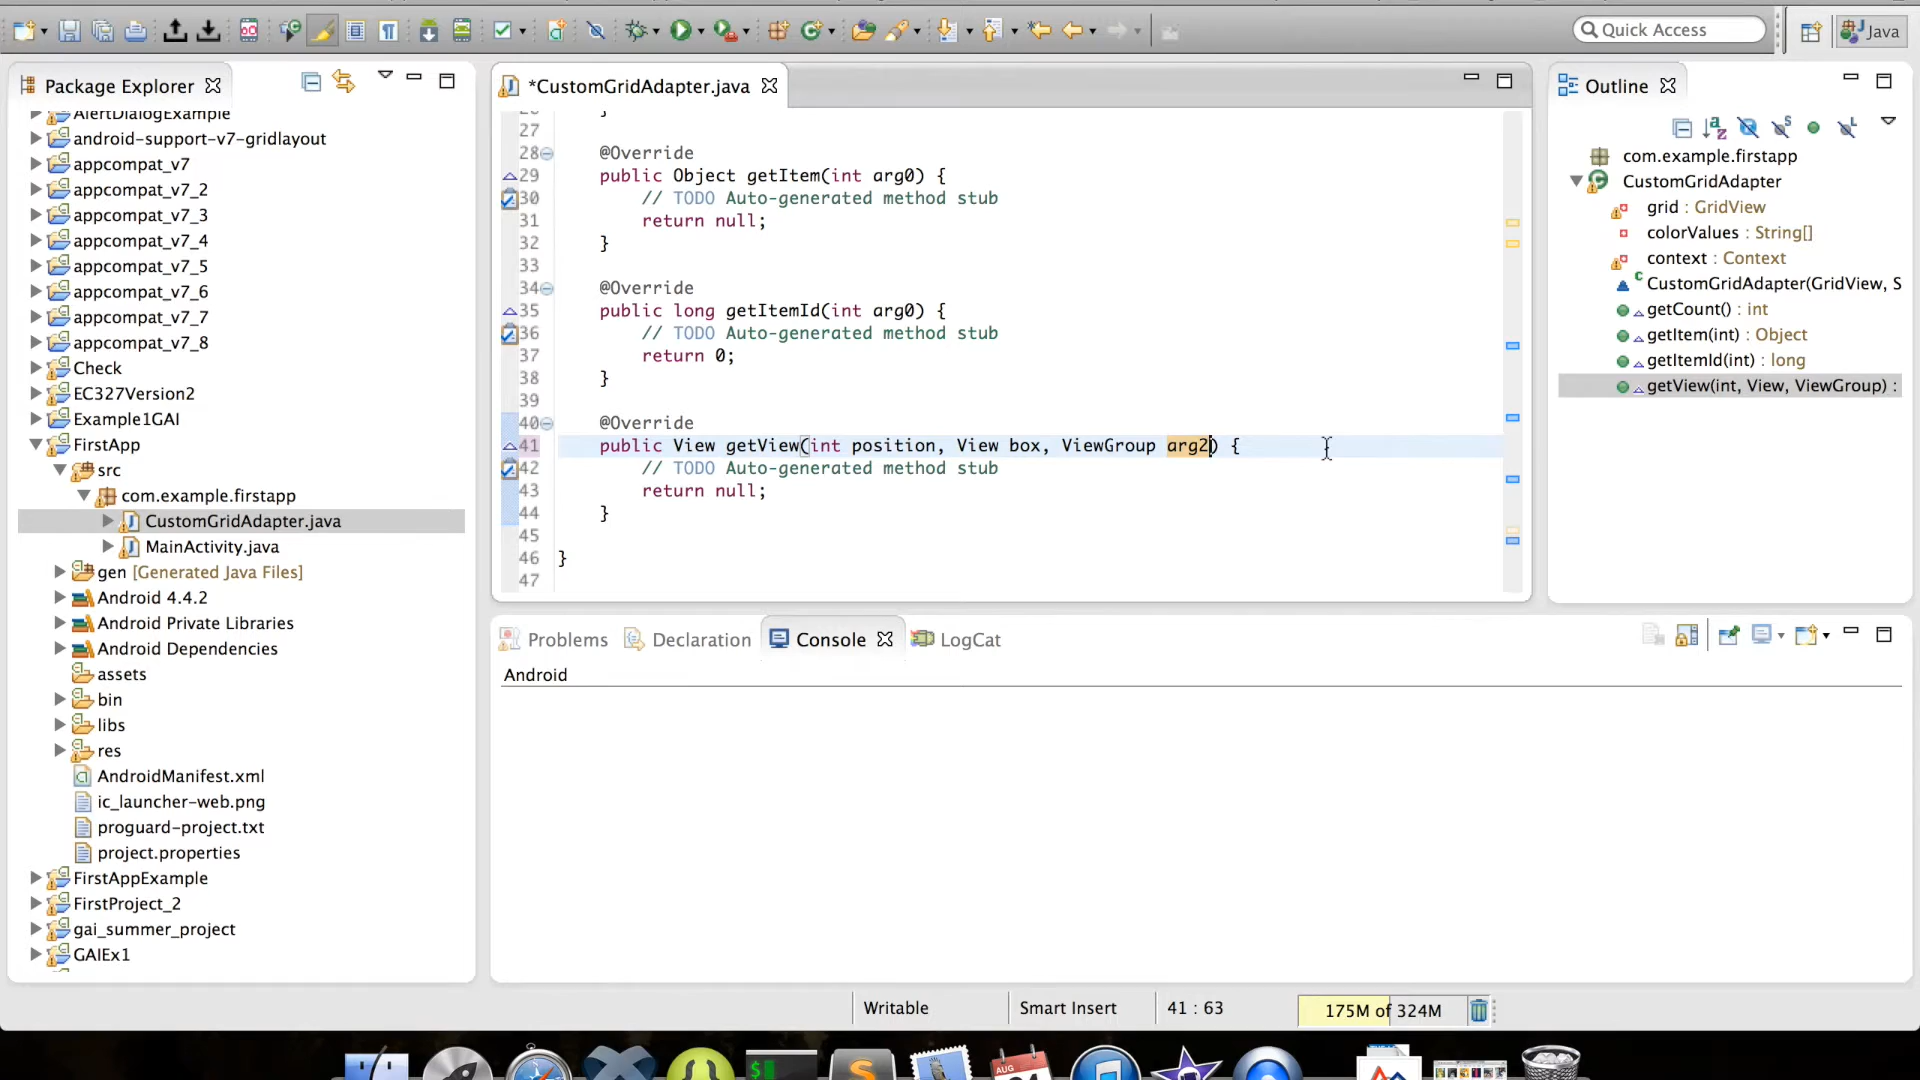 Quick Access
Java
Package Explorer
AlertDialogExample
android-support-v7-gridlayout
appcompat_v7
appcompat_v7_2
appcompat_v7_3
appcompat_v7_4
appcompat_v7_5
appcompat_v7_6
appcompat_v7_7
appcompat_v7_8
Check
EC327Version2
Example1GAI
FirstApp
src
com.example.firstapp
CustomGridAdapter.java
MainActivity.java
gen [Generated Java Files]
Android 4.4.2
Android Private Libraries
Android Dependencies
assets
bin
libs
res
AndroidManifest.xml
ic_launcher-web.png
proguard-project.txt
project.properties
FirstAppExample
FirstProject_2
gai_summer_project
GAIEx1
*CustomGridAdapter.java
26 }
27
28 @Override
29 public Object getItem(int arg0) {
30 // TODO Auto-generated method stub
31 return null;
32 }
33
34 @Override
35 public long getItemId(int arg0) {
36 // TODO Auto-generated method stub
37 return 0;
38 }
39
40 @Override
41 public View getView(int position, View box, ViewGroup arg2) {
42 // TODO Auto-generated method stub
43 return null;
44 }
45
46 }
47
Outline
com.example.firstapp
CustomGridAdapter
grid : GridView
colorValues : String[]
context : Context
CustomGridAdapter(GridView, S
getCount() : int
getItem(int) : Object
getItemId(int) : long
getView(int, View, ViewGroup) :
Problems Declaration Console LogCat
Android
Writable Smart Insert 41 : 63 175M of 324M
AUG